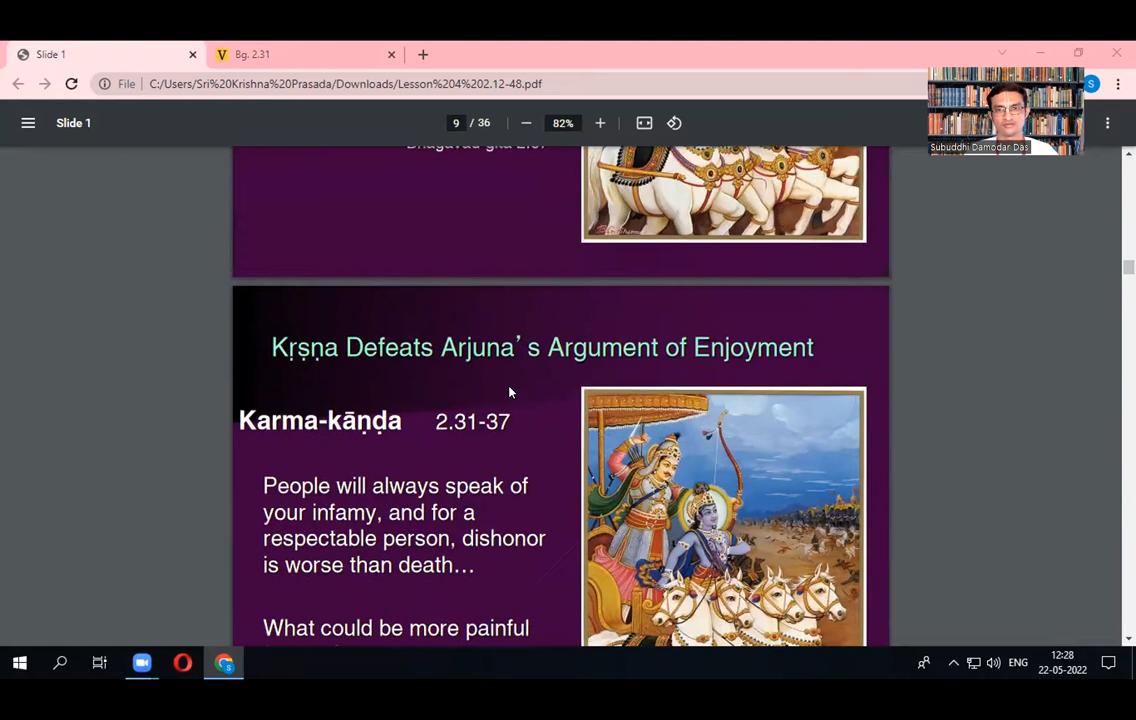 Slide 1
Bg. 2.31
File
C:/Users/Sri%20Krishna%20Prasada/Downloads/Lesson%204%202.12-48.pdf
S
Slide 1
9 / 36
82%
Subuddhi Damodar Das
Kṛṣṇa Defeats Arjuna's Argument of Enjoyment
Karma-kāṇḍa 2.31-37
People will always speak of
your infamy, and for a
respectable person, dishonor
is worse than death…
What could be more painful
ENG
12:28
22-05-2022